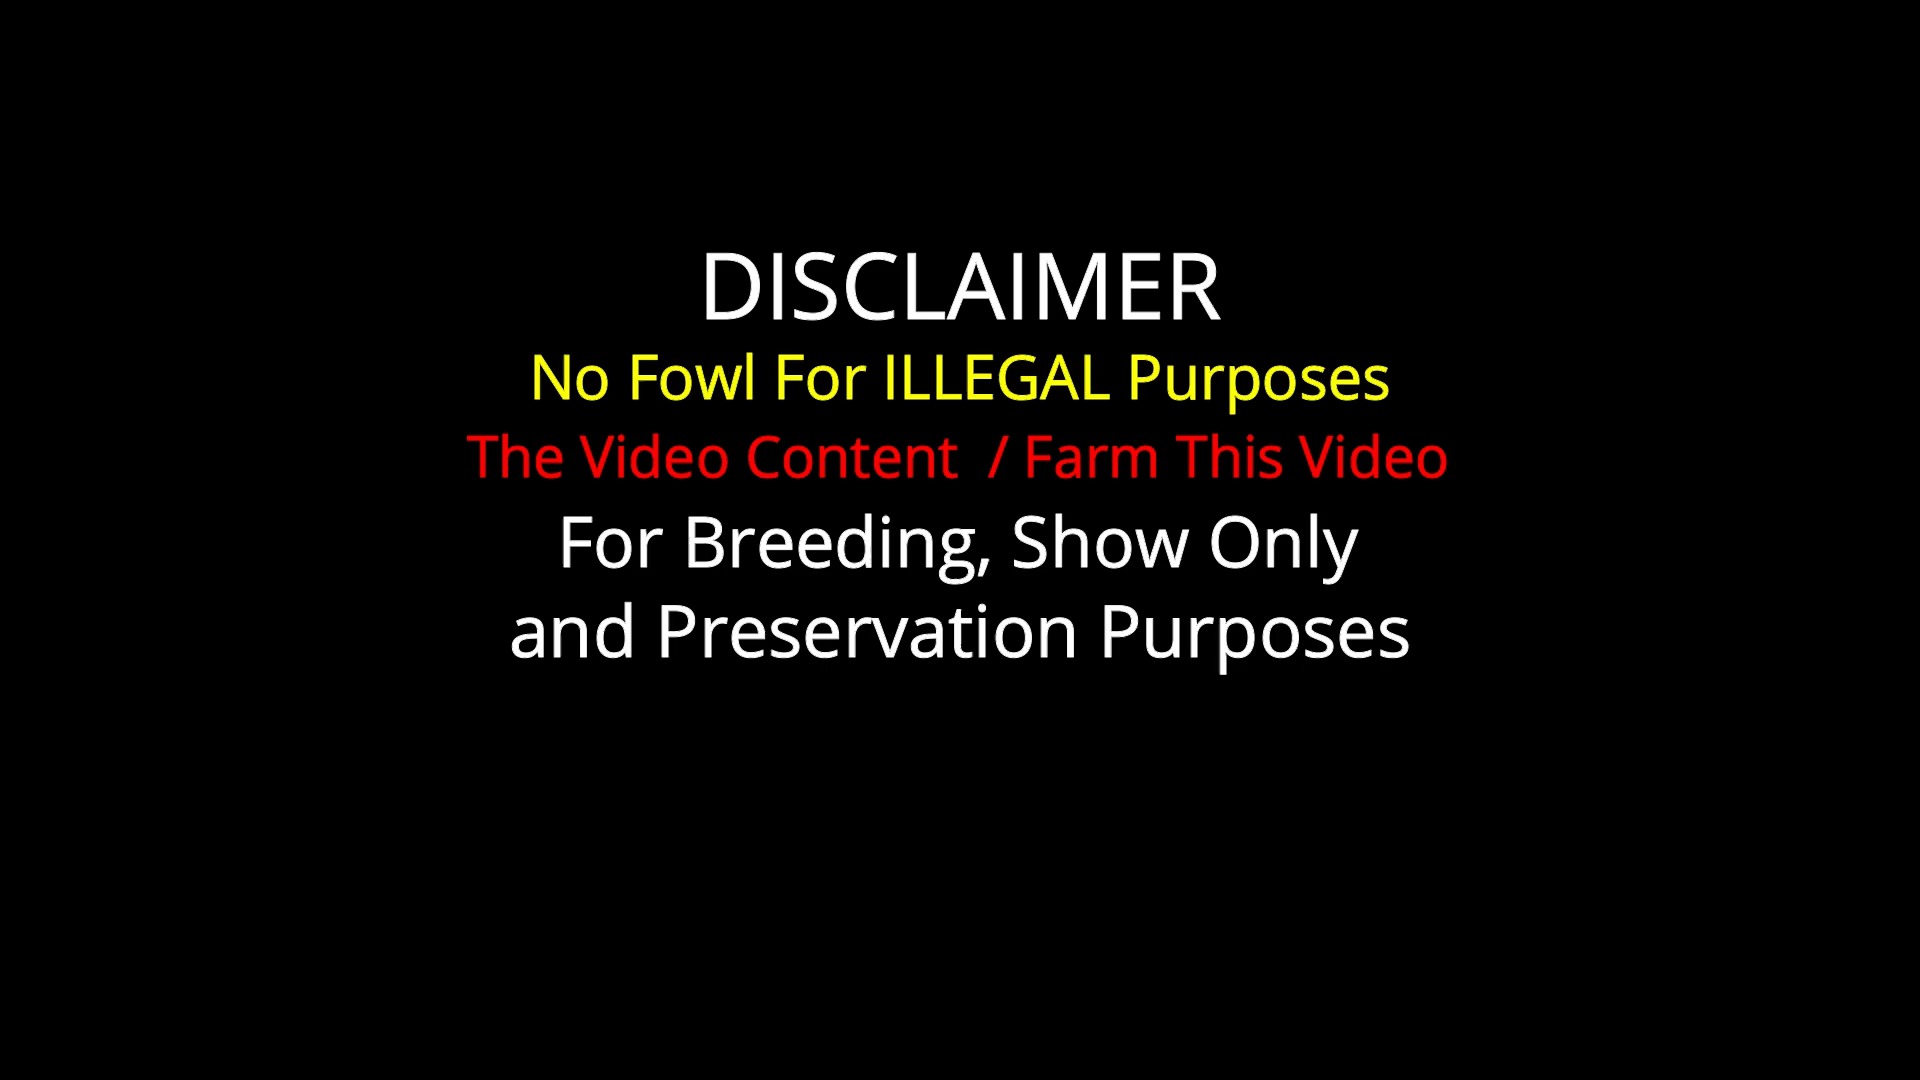 DISCLAIMER
No Fowl For ILLEGAL Purposes
The Video Content / Farm This Video
For Breeding, Show Only
and Preservation Purposes